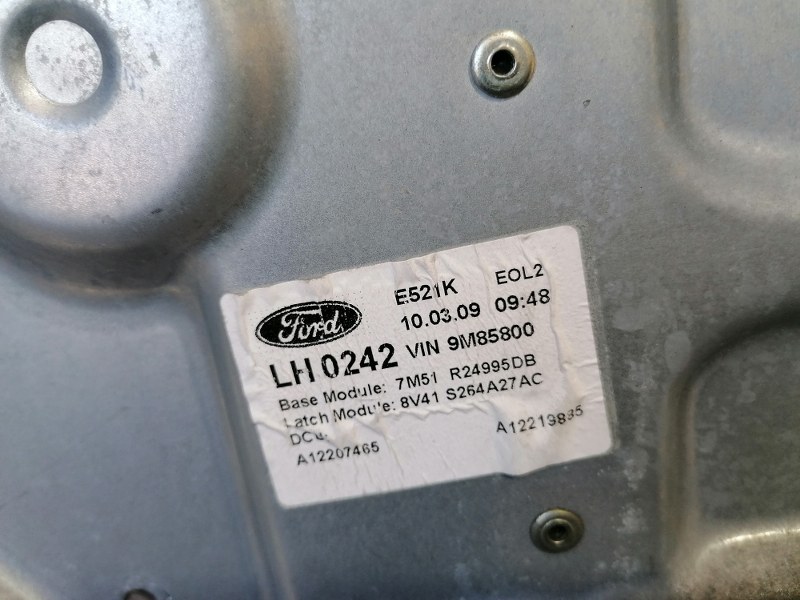 E521K EOL2
Ford 10.03.09 09:48
LH 0242 VIN 9M85800
Base Module: 7M51 R24995DB
Latch Module: 8V41 S264A27AC
A12207465 A12219835